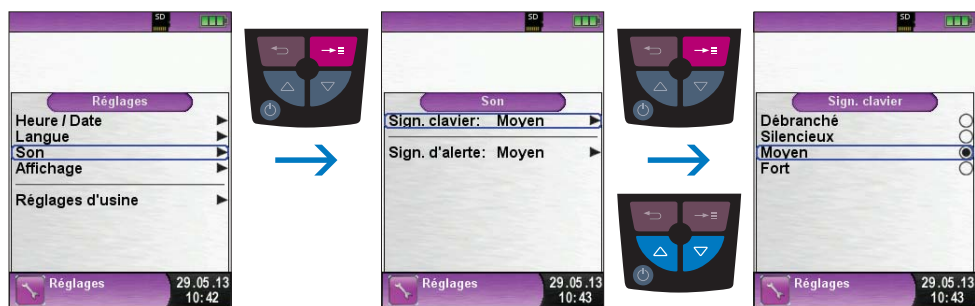 SD
Réglages
Heure / Date
Langue
Son
Affichage
Réglages d'usine
Réglages
29.05.13
10:42
SD
Son
Sign. clavier: Moyen
Sign. d'alerte: Moyen
Réglages
29.05.13
10:43
SD
Sign. clavier
Débranché
Silencieux
Moyen
Fort
Réglages
29.05.13
10:43